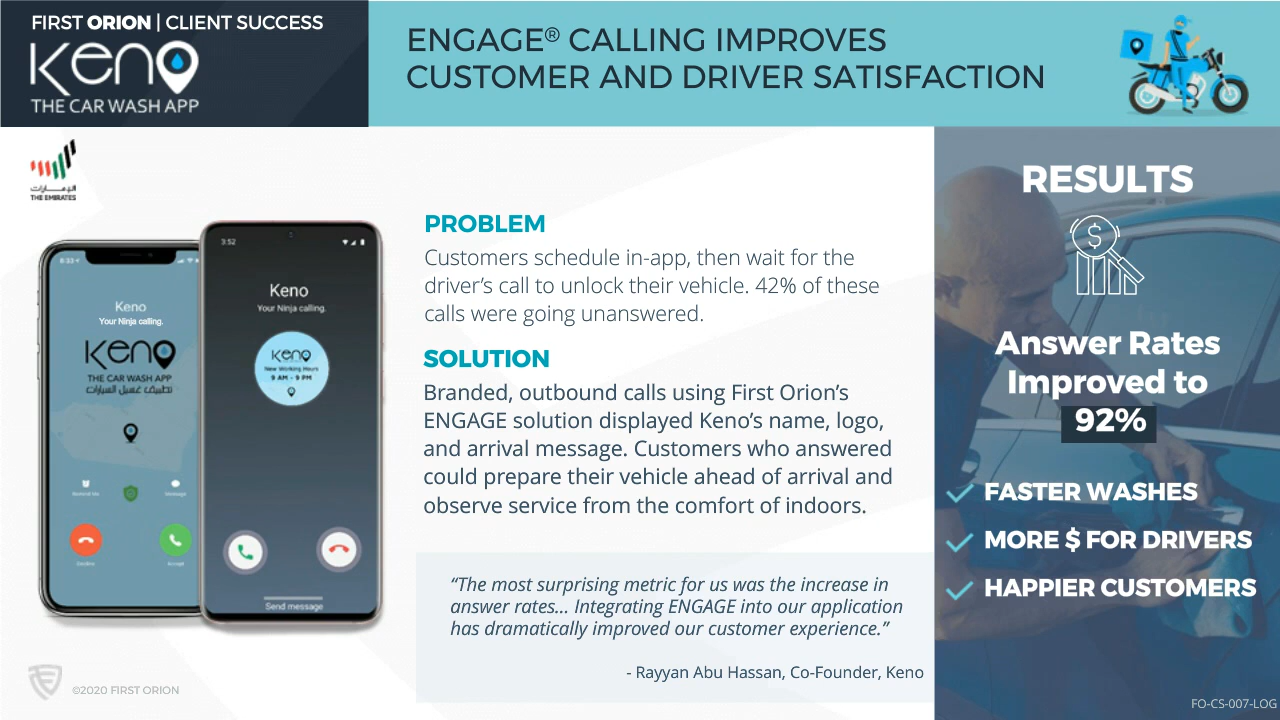 FIRST ORION | CLIENT SUCCESS
Keno
THE CAR WASH APP
ENGAGE® CALLING IMPROVES
CUSTOMER AND DRIVER SATISFACTION
الإمارات
THE EMIRATES
8:33
Keno
Your Ninja calling.
Keno
THE CAR WASH APP
تطبيق غسيل السيارات
Remind Me
Message
Decline
Accept
3:52
Keno
Your Ninja calling.
Keno
New Working Hours
9 AM - 9 PM
Send message
PROBLEM
Customers schedule in-app, then wait for the
driver’s call to unlock their vehicle. 42% of these
calls were going unanswered.
SOLUTION
Branded, outbound calls using First Orion’s
ENGAGE solution displayed Keno’s name, logo,
and arrival message. Customers who answered
could prepare their vehicle ahead of arrival and
observe service from the comfort of indoors.
“The most surprising metric for us was the increase in
answer rates... Integrating ENGAGE into our application
has dramatically improved our customer experience.”
- Rayyan Abu Hassan, Co-Founder, Keno
RESULTS
$
Answer Rates
Improved to
92%
FASTER WASHES
MORE $ FOR DRIVERS
HAPPIER CUSTOMERS
©2020 FIRST ORION
FO-CS-007-LOG